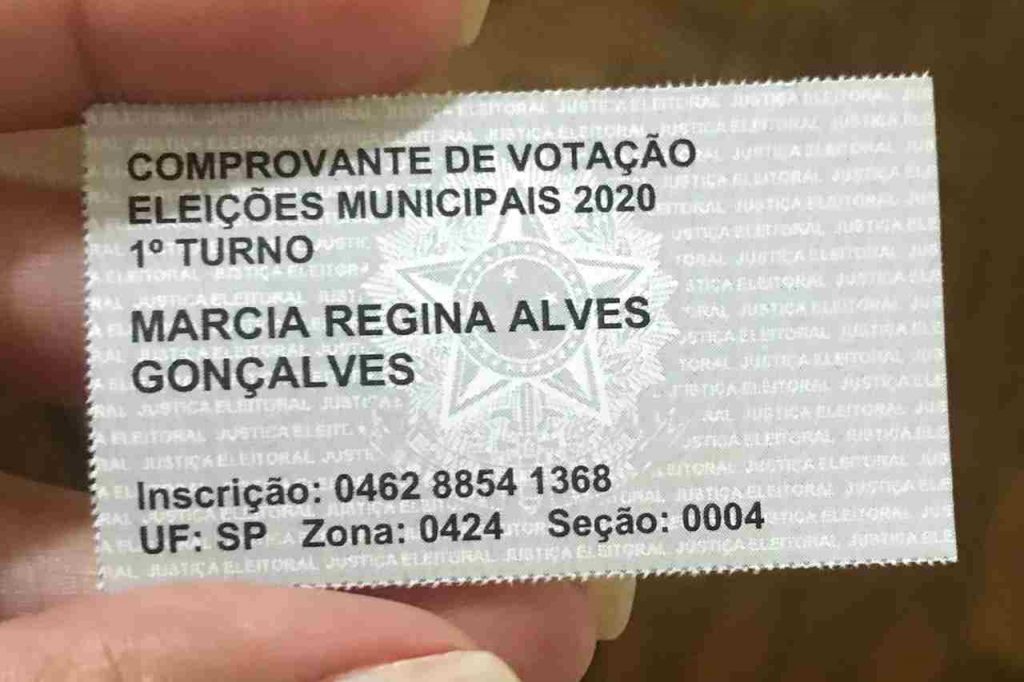 COMPROVANTE DE VOTAÇÃO
ELEIÇÕES MUNICIPAIS 2020
1º TURNO
MARCIA REGINA ALVES
GONÇALVES
Inscrição: 0462 8854 1368
UF: SP Zona: 0424 Seção: 0004